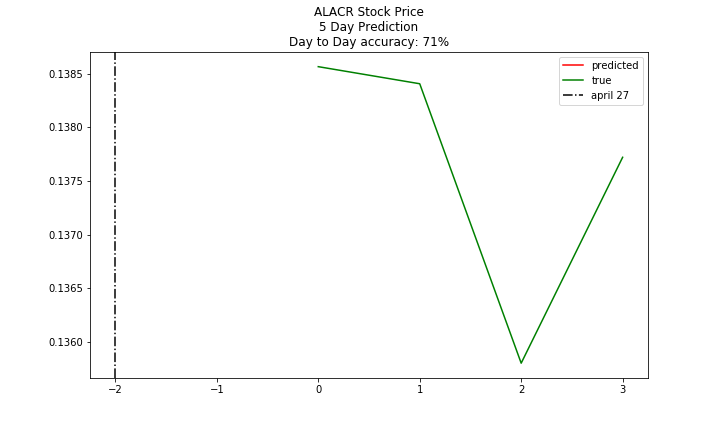 ALACR Stock Price
5 Day Prediction
Day to Day accuracy: 71%
predicted
true
april 27
0.1385
0.1380
0.1375
0.1370
0.1365
0.1360
−2
−1
0
1
2
3